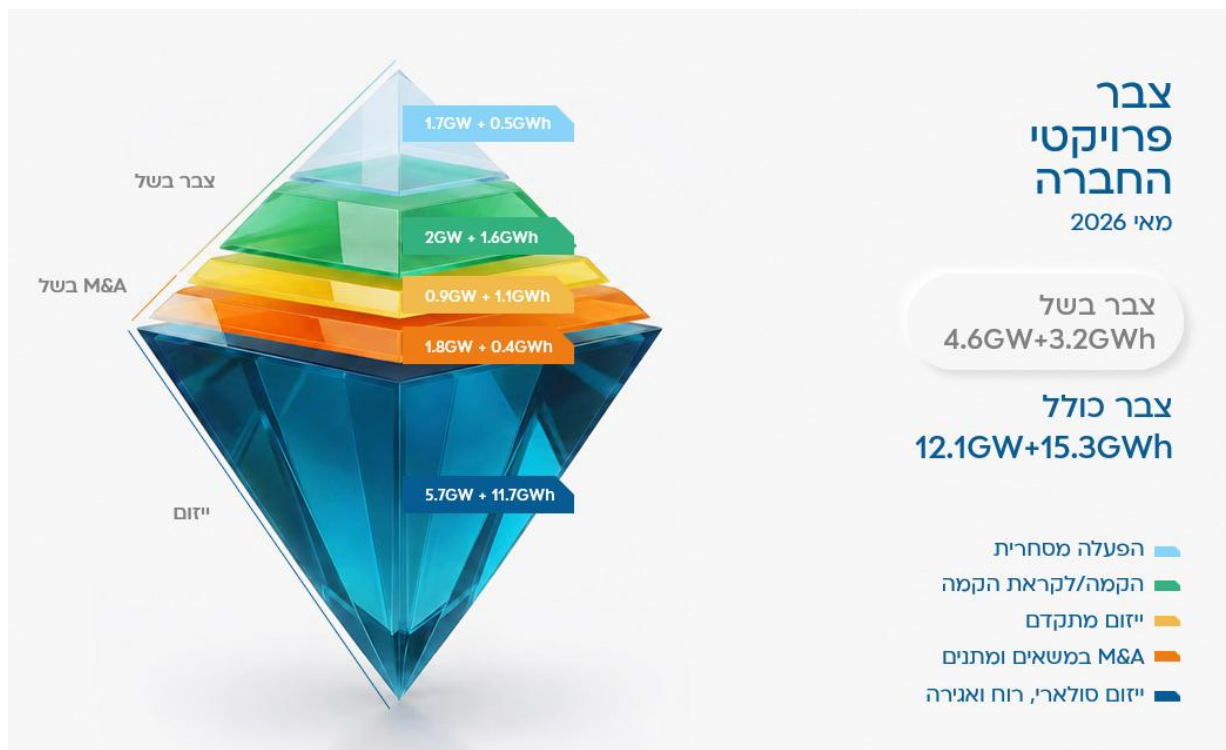 צבר
פרויקטי
החברה
מאי 2026
צבר בשל
4.6GW+3.2GWh
צבר כולל
12.1GW+15.3GWh
הפעלה מסחרית
הקמה/לקראת הקמה
ייזום מתקדם
M&A במשאים ומתנים
ייזום סולארי, רוח ואגירה
1.7GW + 0.5GWh
2GW + 1.6GWh
0.9GW + 1.1GWh
1.8GW + 0.4GWh
5.7GW + 11.7GWh
צבר בשל
M&A בשל
ייזום